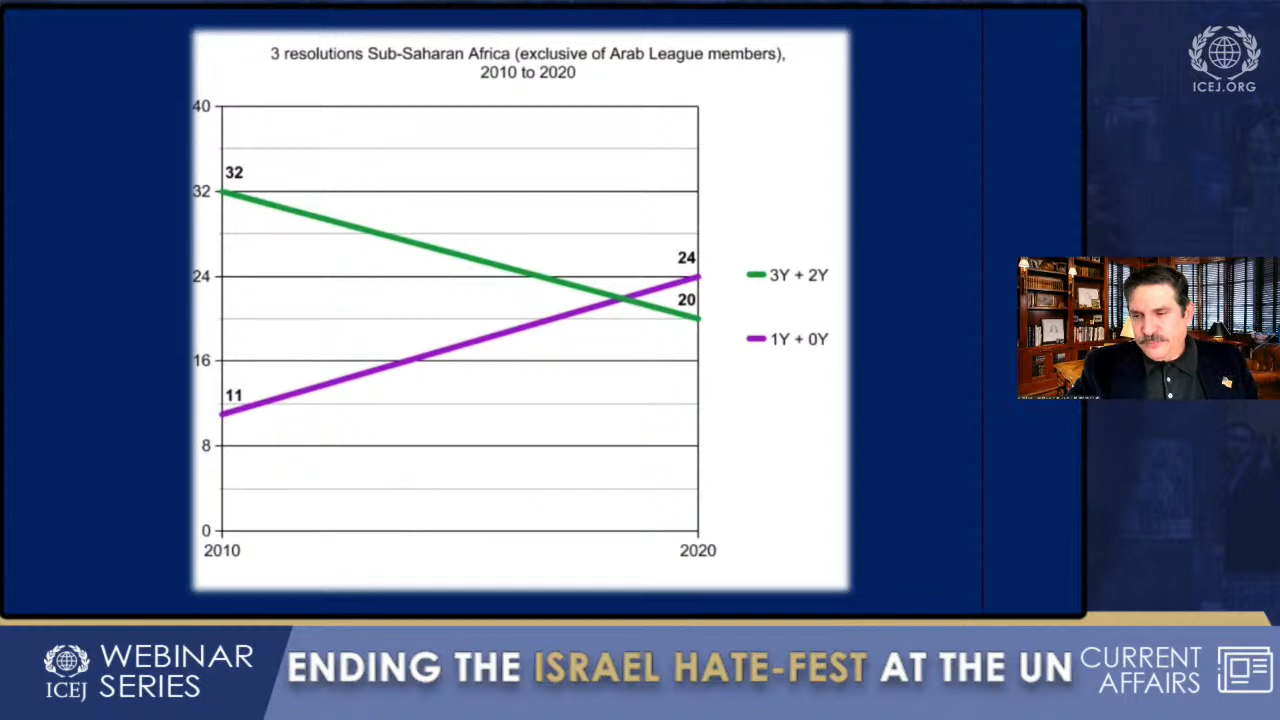 3 resolutions Sub-Saharan Africa (exclusive of Arab League members),
2010 to 2020
40
32
24
16
8
0
32
11
24
20
2010
2020
3Y + 2Y
1Y + 0Y
ICEJ.ORG
ICEJ
WEBINAR
SERIES
ENDING THE ISRAEL HATE-FEST AT THE UN
CURRENT
AFFAIRS